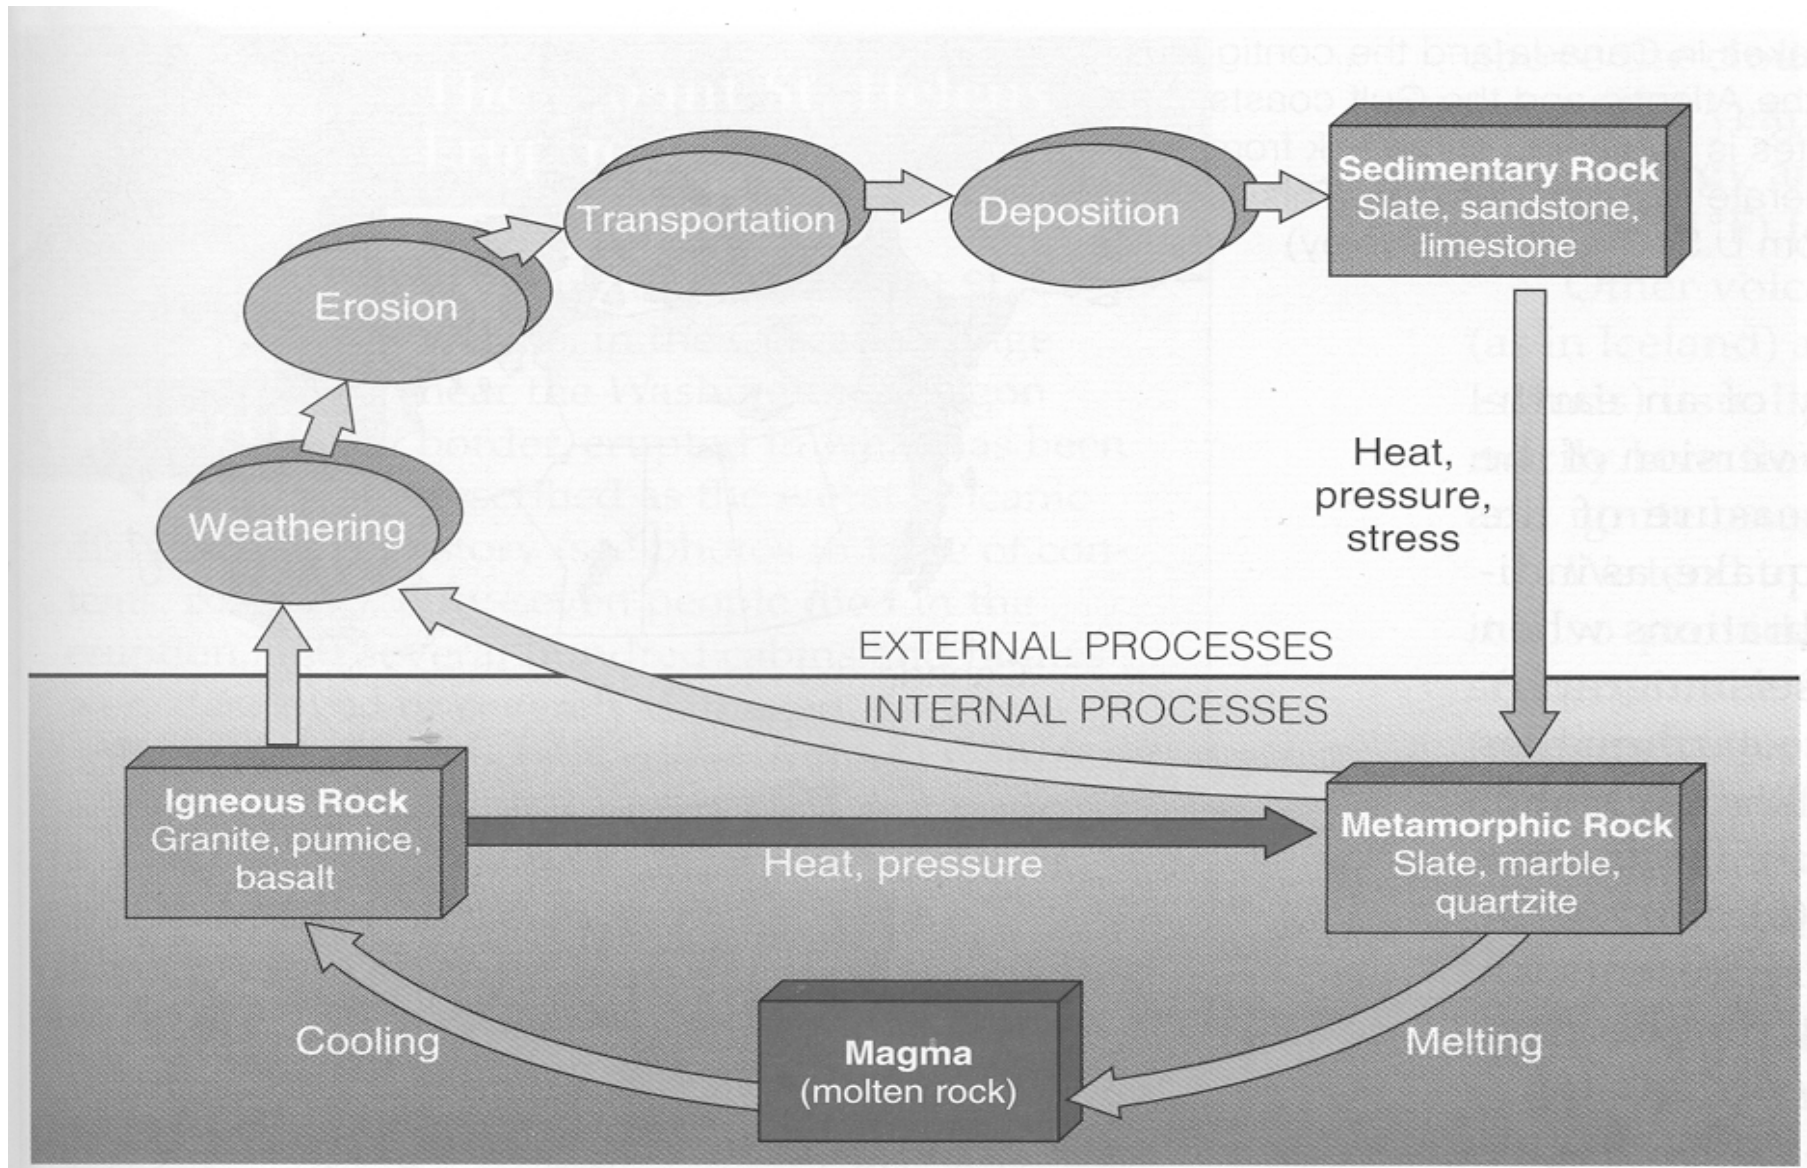 Transportation
Deposition
Sedimentary Rock
Slate, sandstone,
limestone
Erosion
Weathering
Heat,
pressure,
stress
EXTERNAL PROCESSES
INTERNAL PROCESSES
Igneous Rock
Granite, pumice,
basalt
Heat, pressure
Metamorphic Rock
Slate, marble,
quartzite
Cooling
Magma
(molten rock)
Melting